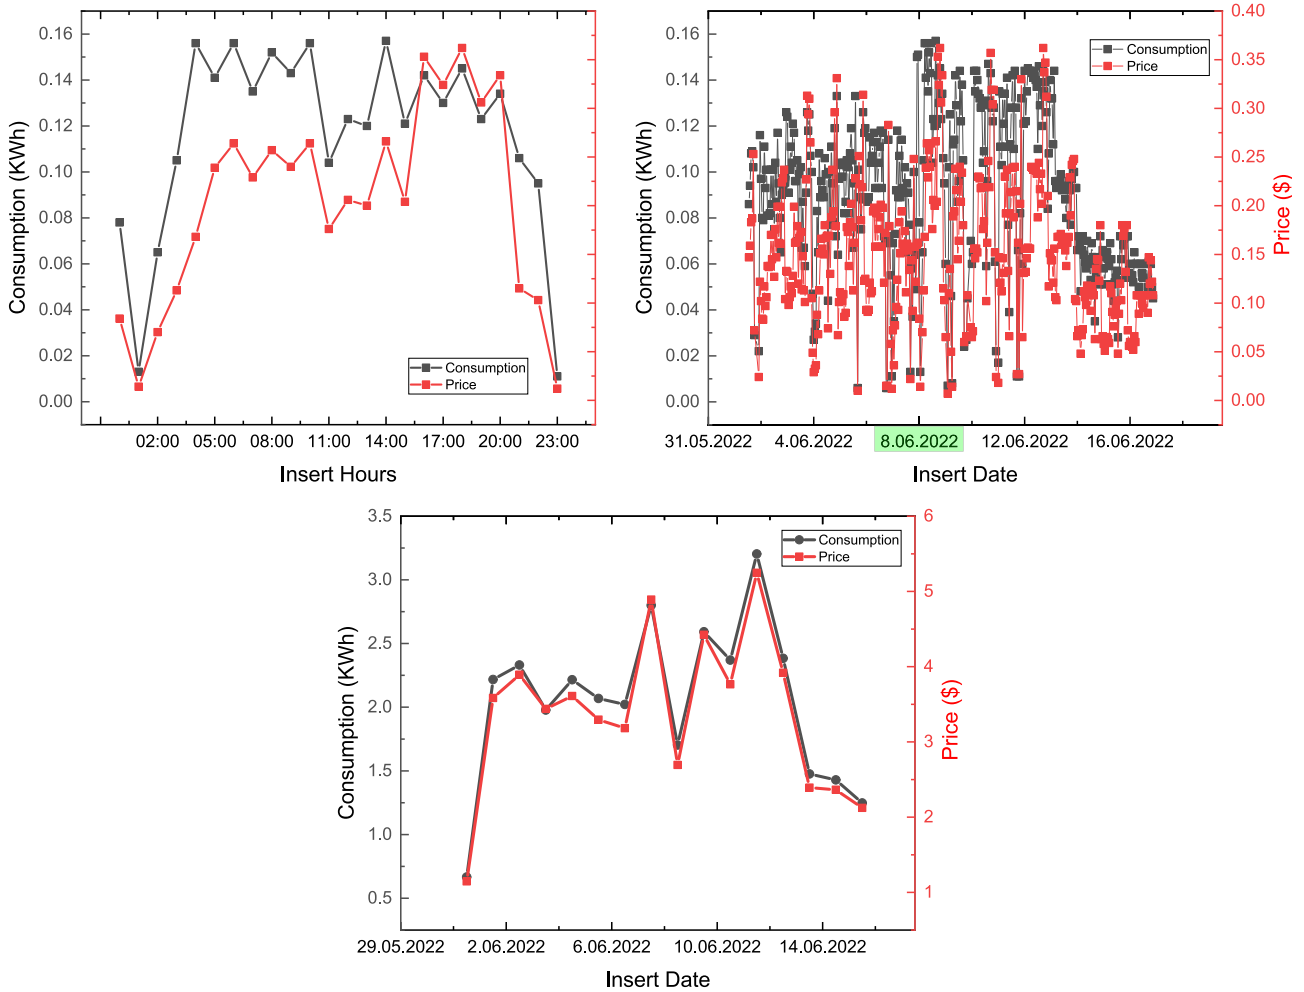 0.16
0.14
0.12
0.10
0.08
0.06
0.04
0.02
0.00
Consumption (KWh)
Consumption
Price
02:00 05:00 08:00 11:00 14:00 17:00 20:00 23:00
Insert Hours
0.16
0.14
0.12
0.10
0.08
0.06
0.04
0.02
0.00
Consumption (KWh)
Consumption
Price
0.40
0.35
0.30
0.25
0.20
0.15
0.10
0.05
0.00
Price ($)
31.05.2022 4.06.2022 8.06.2022 12.06.2022 16.06.2022
Insert Date
3.5
3.0
2.5
2.0
1.5
1.0
0.5
Consumption (KWh)
Consumption
Price
6
5
4
3
2
1
Price ($)
29.05.2022 2.06.2022 6.06.2022 10.06.2022 14.06.2022
Insert Date